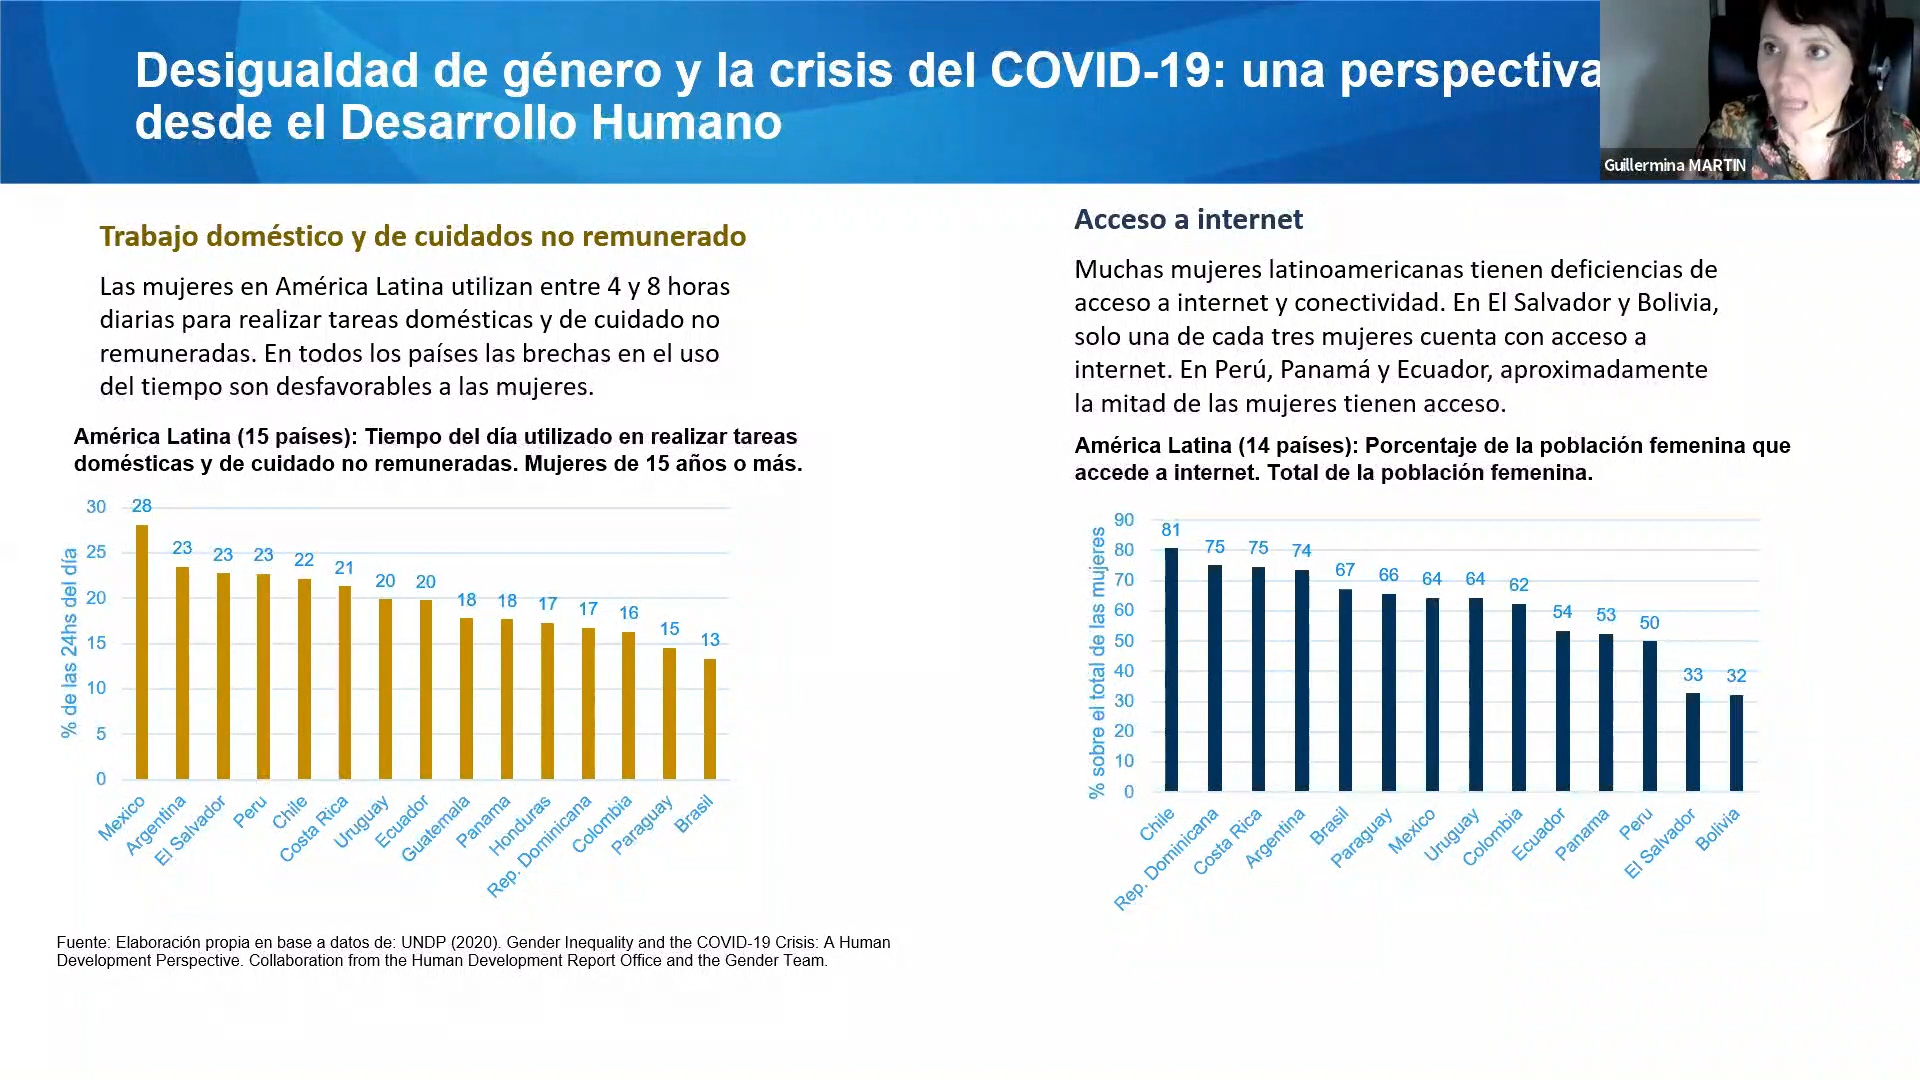 Desigualdad de género y la crisis del COVID-19: una perspectiva
desde el Desarrollo Humano
Guillermina MARTIN
Trabajo doméstico y de cuidados no remunerado
Las mujeres en América Latina utilizan entre 4 y 8 horas
diarias para realizar tareas domésticas y de cuidado no
remuneradas. En todos los países las brechas en el uso
del tiempo son desfavorables a las mujeres.
América Latina (15 países): Tiempo del día utilizado en realizar tareas
domésticas y de cuidado no remuneradas. Mujeres de 15 años o más.
% de las 24hs del día
30
25
20
15
10
5
0
28
23
23
23
22
21
20
20
18
18
17
17
16
15
13
Mexico
Argentina
El Salvador
Peru
Chile
Costa Rica
Uruguay
Ecuador
Guatemala
Panama
Honduras
Rep. Dominicana
Colombia
Paraguay
Brasil
Fuente: Elaboración propia en base a datos de: UNDP (2020). Gender Inequality and the COVID-19 Crisis: A Human
Development Perspective. Collaboration from the Human Development Report Office and the Gender Team.
Acceso a internet
Muchas mujeres latinoamericanas tienen deficiencias de
acceso a internet y conectividad. En El Salvador y Bolivia,
solo una de cada tres mujeres cuenta con acceso a
internet. En Perú, Panamá y Ecuador, aproximadamente
la mitad de las mujeres tienen acceso.
América Latina (14 países): Porcentaje de la población femenina que
accede a internet. Total de la población femenina.
% sobre el total de las mujeres
90
80
70
60
50
40
30
20
10
0
81
75
75
74
67
66
64
64
62
54
53
50
33
32
Chile
Rep. Dominicana
Costa Rica
Argentina
Brasil
Paraguay
Mexico
Uruguay
Colombia
Ecuador
Panama
Peru
El Salvador
Bolivia